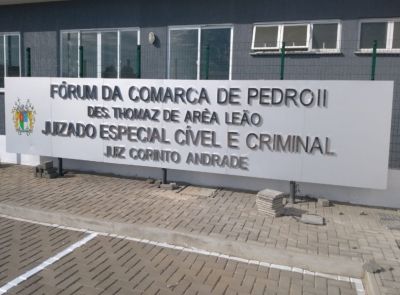 FÓRUM DA COMARCA DE PEDRO II
DES. THOMAZ DE ARÊA LEÃO
JUIZADO ESPECIAL CÍVEL E CRIMINAL
JUIZ CORINTO ANDRADE